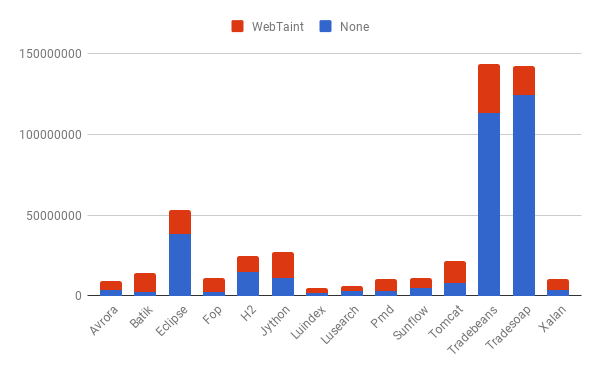 WebTaint None
150000000
100000000
50000000
0
Avrora Batik Eclipse Fop H2 Jython Luindex Lusearch Pmd Sunflow Tomcat Tradebeans Tradesoap Xalan